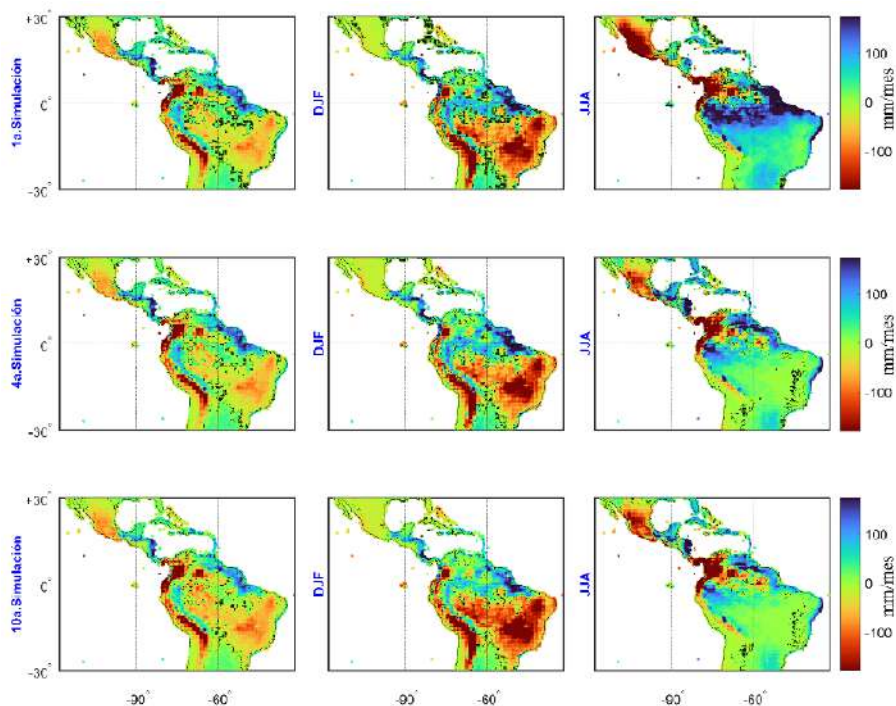 +30°
0°
-30°
1a.Simulación
DJF
JJA
100
0
-100
mm/mes
+30°
0°
-30°
4a.Simulación
DJF
JJA
100
0
-100
mm/mes
+30°
0°
-30°
10a.Simulación
DJF
JJA
100
0
-100
mm/mes
-90° -60° -90° -60° -90° -60°